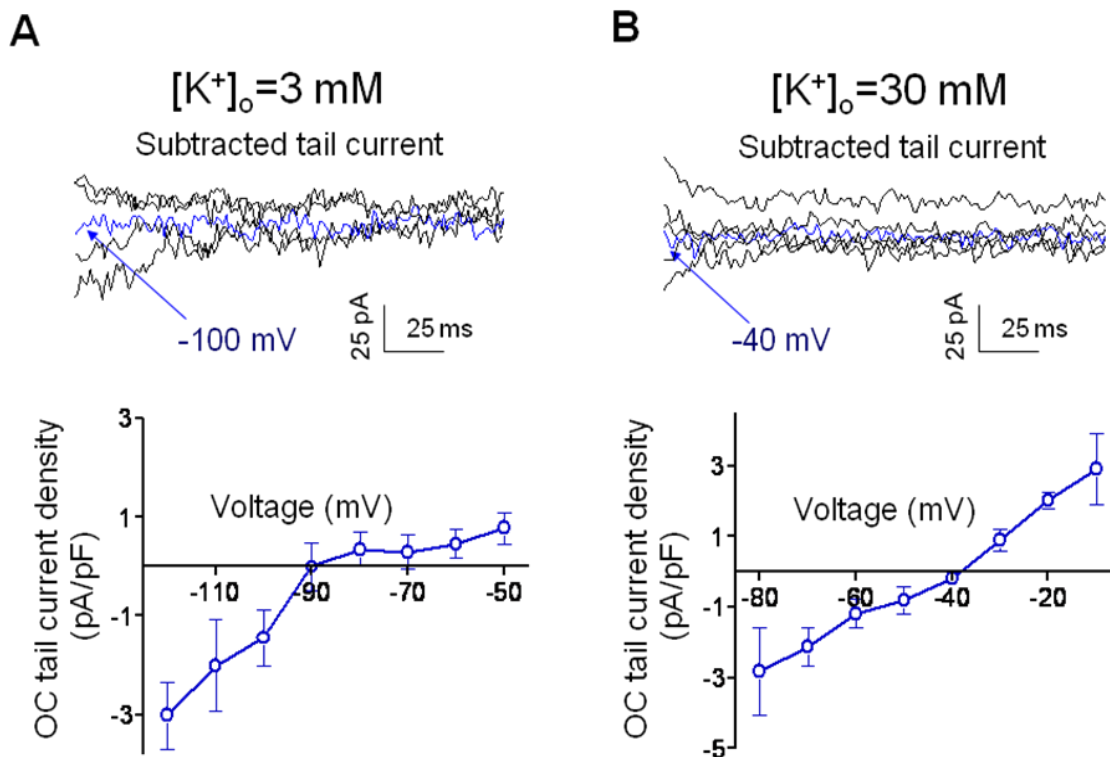 A
[K+]o=3 mM
Subtracted tail current
-100 mV
25 pA
25 ms
OC tail current density
(pA/pF)
3
1
-1
-3
Voltage (mV)
-110
-90
-70
-50
B
[K+]o=30 mM
Subtracted tail current
-40 mV
25 pA
25 ms
OC tail current density
(pA/pF)
3
1
-1
-3
-5
Voltage (mV)
-80
-60
-40
-20